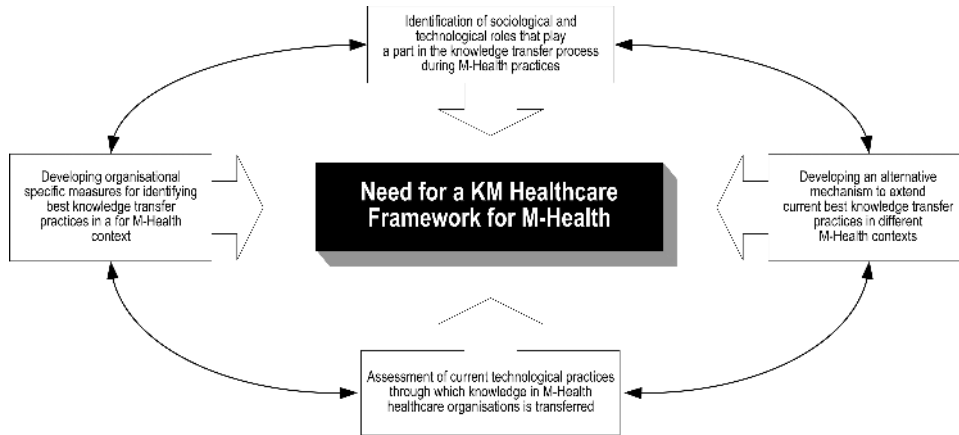 Identification of sociological and
technological roles that play
a part in the knowledge transfer process
during M-Health practices
Developing organisational
specific measures for identifying
best knowledge transfer
practices in a for M-Health
context
Need for a KM Healthcare
Framework for M-Health
Developing an alternative
mechanism to extend
current best knowledge transfer
practices in different
M-Health contexts
Assessment of current technological practices
through which knowledge in M-Health
healthcare organisations is transferred